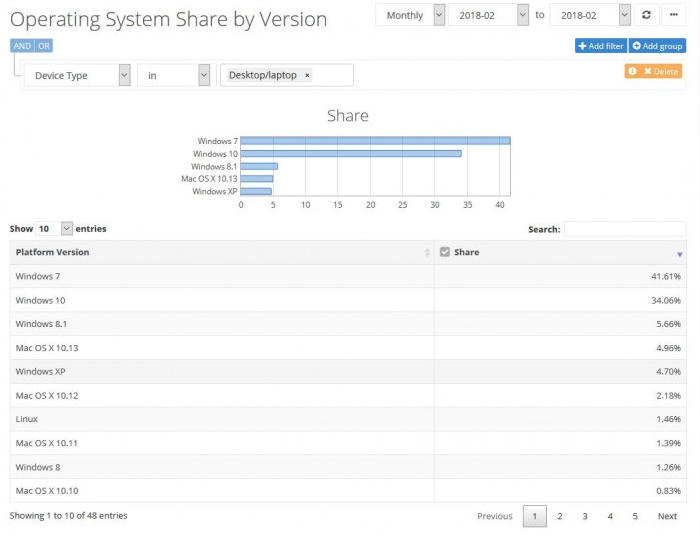 Operating System Share by Version
Monthly 2018-02 to 2018-02
AND OR
Add filter Add group
Device Type in Desktop/laptop ×
Delete
Share
Windows 7
Windows 10
Windows 8.1
Mac OS X 10.13
Windows XP
0 5 10 15 20 25 30 35 40
Show 10 entries
Search:
Platform Version Share
Windows 7 41.61%
Windows 10 34.06%
Windows 8.1 5.66%
Mac OS X 10.13 4.96%
Windows XP 4.70%
Mac OS X 10.12 2.18%
Linux 1.46%
Mac OS X 10.11 1.39%
Windows 8 1.26%
Mac OS X 10.10 0.83%
Showing 1 to 10 of 48 entries
Previous 1 2 3 4 5 Next